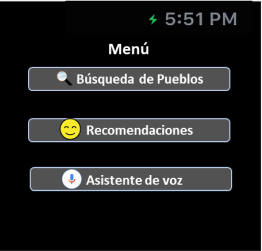 5:51 PM
Menú
Búsqueda de Pueblos
Recomendaciones
Asistente de voz